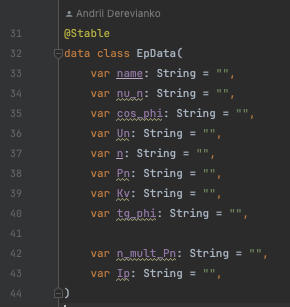 Andrii Derevianko
31 @Stable
32 data class EpData(
33 var name: String = "",
34 var nu_n: String = "",
35 var cos_phi: String = "",
36 var Un: String = "",
37 var n: String = "",
38 var Pn: String = "",
39 var Kv: String = "",
40 var tg_phi: String = "",
41
42 var n_mult_Pn: String = "",
43 var Ip: String = "",
44 )